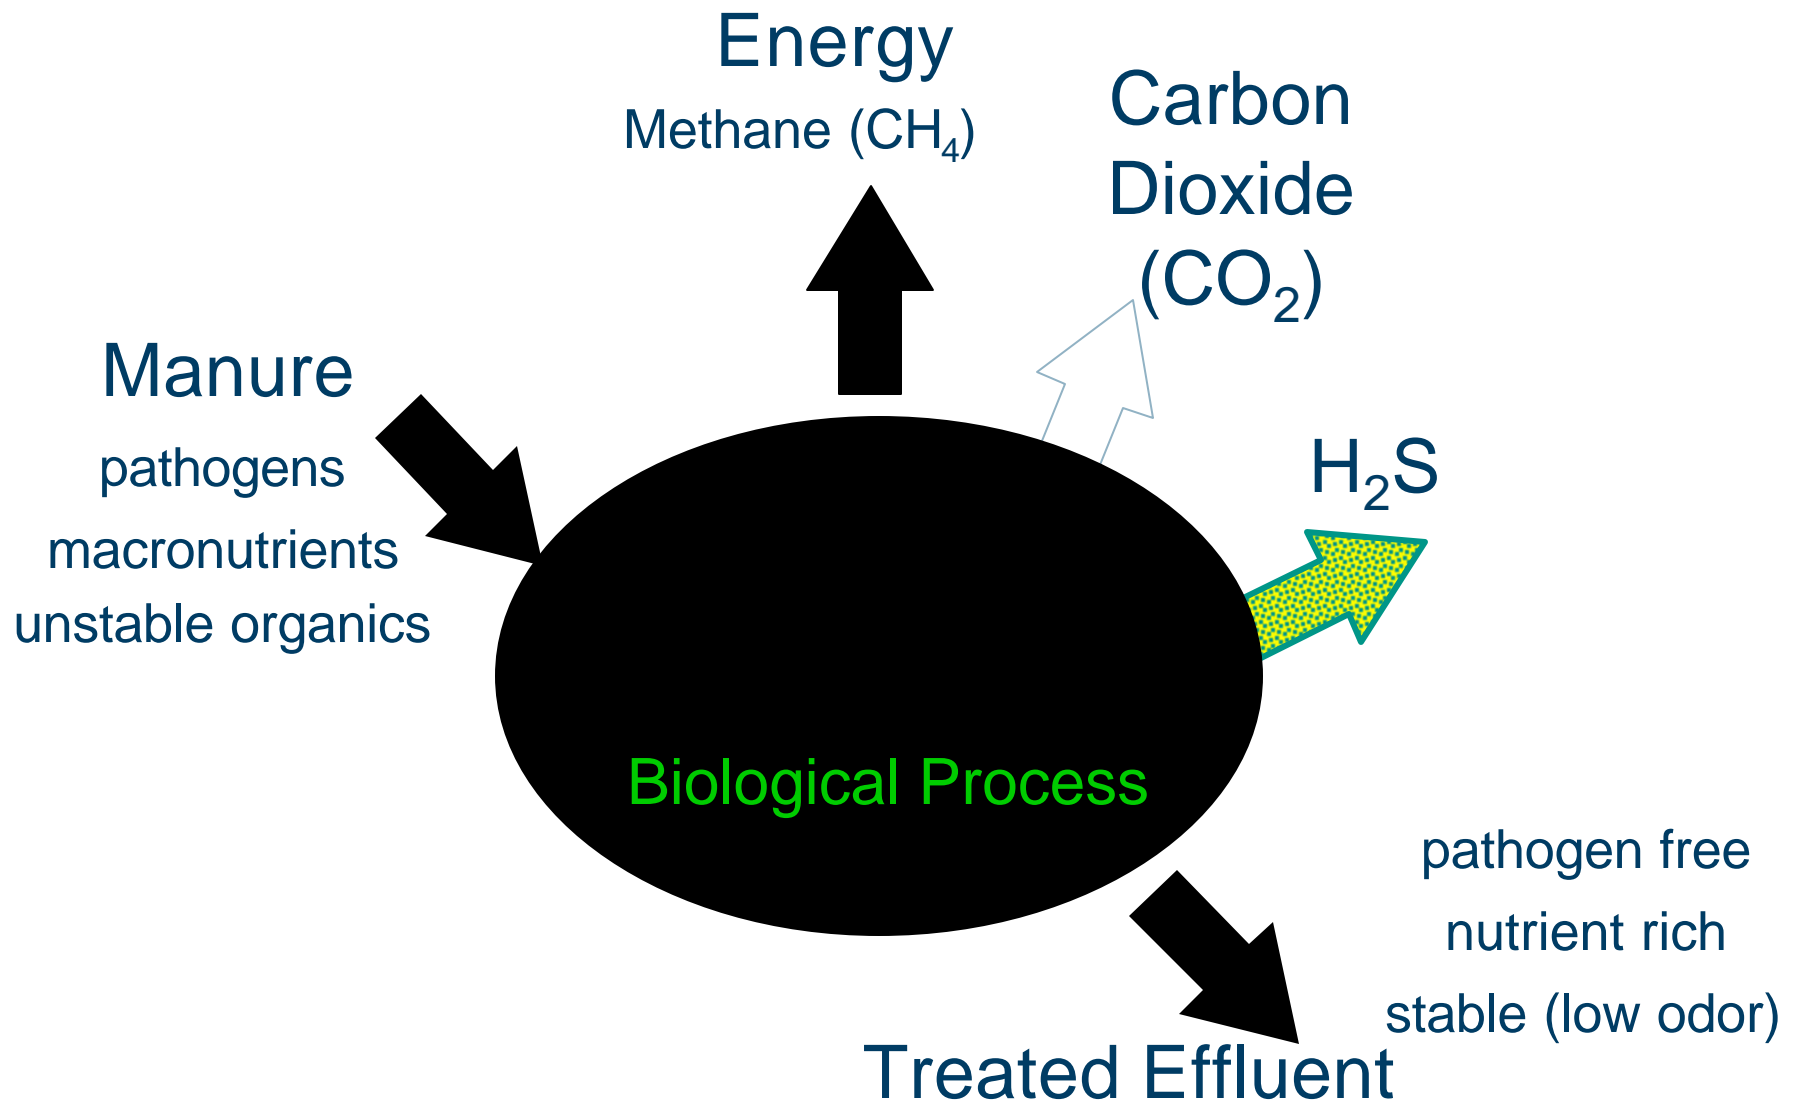 Energy
Methane (CH₄)
Carbon
Dioxide
(CO₂)
Manure
pathogens
macronutrients
unstable organics
H₂S
Biological Process
pathogen free
nutrient rich
stable (low odor)
Treated Effluent